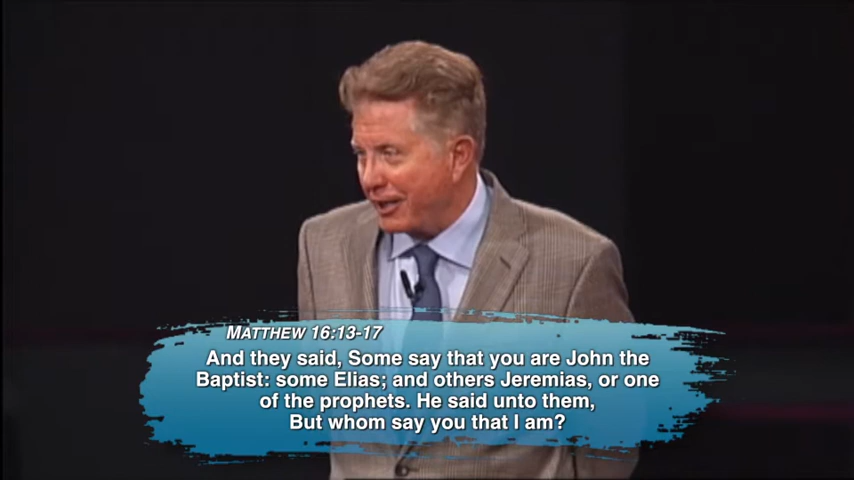 MATTHEW 16:13-17
And they said, Some say that you are John the
Baptist: some Elias; and others Jeremias, or one
of the prophets. He said unto them,
But whom say you that I am?